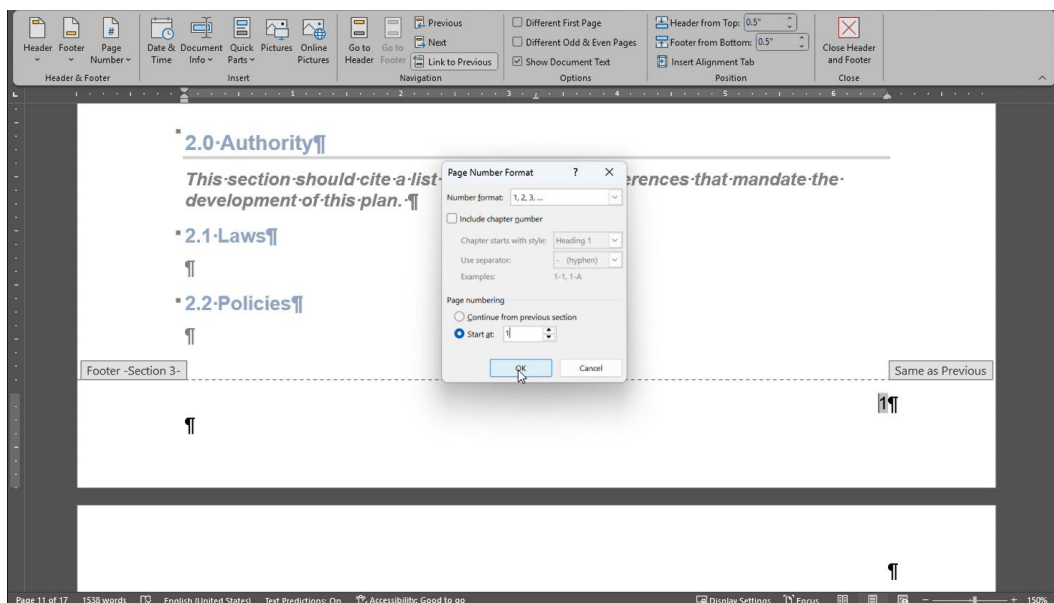 Header Footer Page Number
Date & Time Document Info Quick Parts Pictures Online Pictures
Go to Header Go to Footer
Previous
Next
Link to Previous
Different First Page
Different Odd & Even Pages
Show Document Text
Header from Top: 0.5"
Footer from Bottom: 0.5"
Insert Alignment Tab
Close Header and Footer
Header & Footer Insert Navigation Options Position Close
1 2 3 4 5 6
2.0·Authority¶
This·section·should·cite·a·list· erences·that·mandate·the·
development·of·this·plan.·¶
2.1·Laws¶
¶
2.2·Policies¶
¶
Page Number Format ? X
Number format: 1, 2, 3, ...
Include chapter number
Chapter starts with style: Heading 1
Use separator: - (hyphen)
Examples: 1-1, 1-A
Page numbering
Continue from previous section
Start at: 1
OK Cancel
Footer -Section 3- Same as Previous
1¶
¶
¶
Page 11 of 17 1538 words English (United States) Text Predictions: On Accessibility: Good to go Display Settings Focus 150%